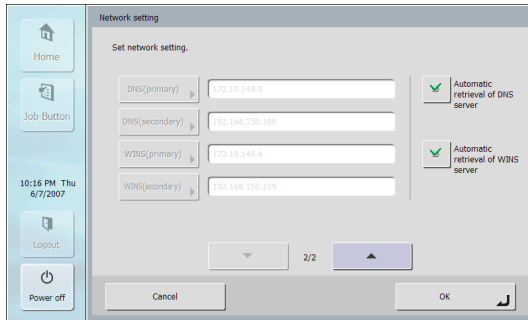 Network setting
Home
Job Button
10:16 PM Thu
6/7/2007
Logout
Power off
Set network setting.
DNS(primary)
172.19.149.9
DNS(secondary)
192.168.150.108
WINS(primary)
172.19.149.4
WINS(secondary)
192.168.150.109
Automatic
retrieval of DNS
server
Automatic
retrieval of WINS
server
2/2
Cancel
OK